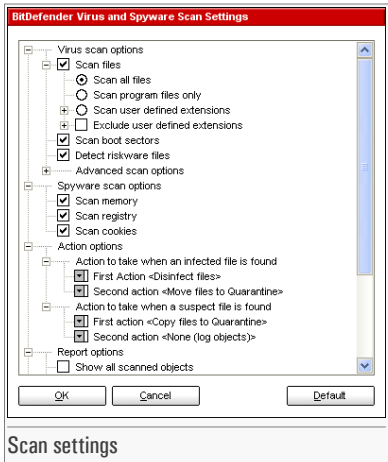 BitDefender Virus and Spyware Scan Settings
Virus scan options
Scan files
Scan all files
Scan program files only
Scan user defined extensions
Exclude user defined extensions
Scan boot sectors
Detect riskware files
Advanced scan options
Spyware scan options
Scan memory
Scan registry
Scan cookies
Action options
Action to take when an infected file is found
First Action <Disinfect files>
Second action <Move files to Quarantine>
Action to take when a suspect file is found
First action <Copy files to Quarantine>
Second action <None (log objects)>
Report options
Show all scanned objects
OK Cancel Default
Scan settings